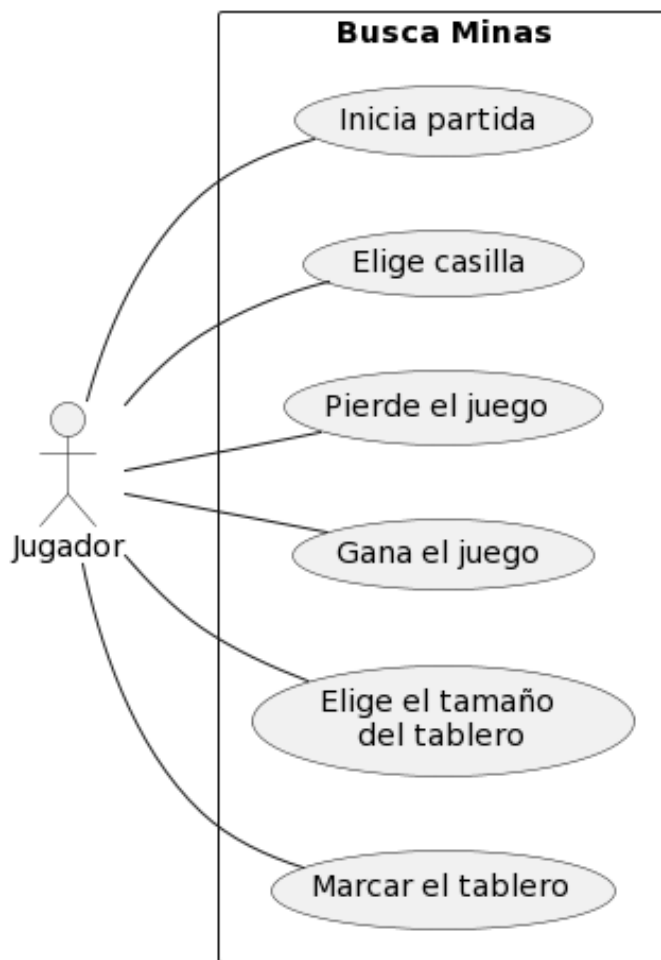 Busca Minas
Inicia partida
Elige casilla
Pierde el juego
Gana el juego
Jugador
Elige el tamaño
del tablero
Marcar el tablero